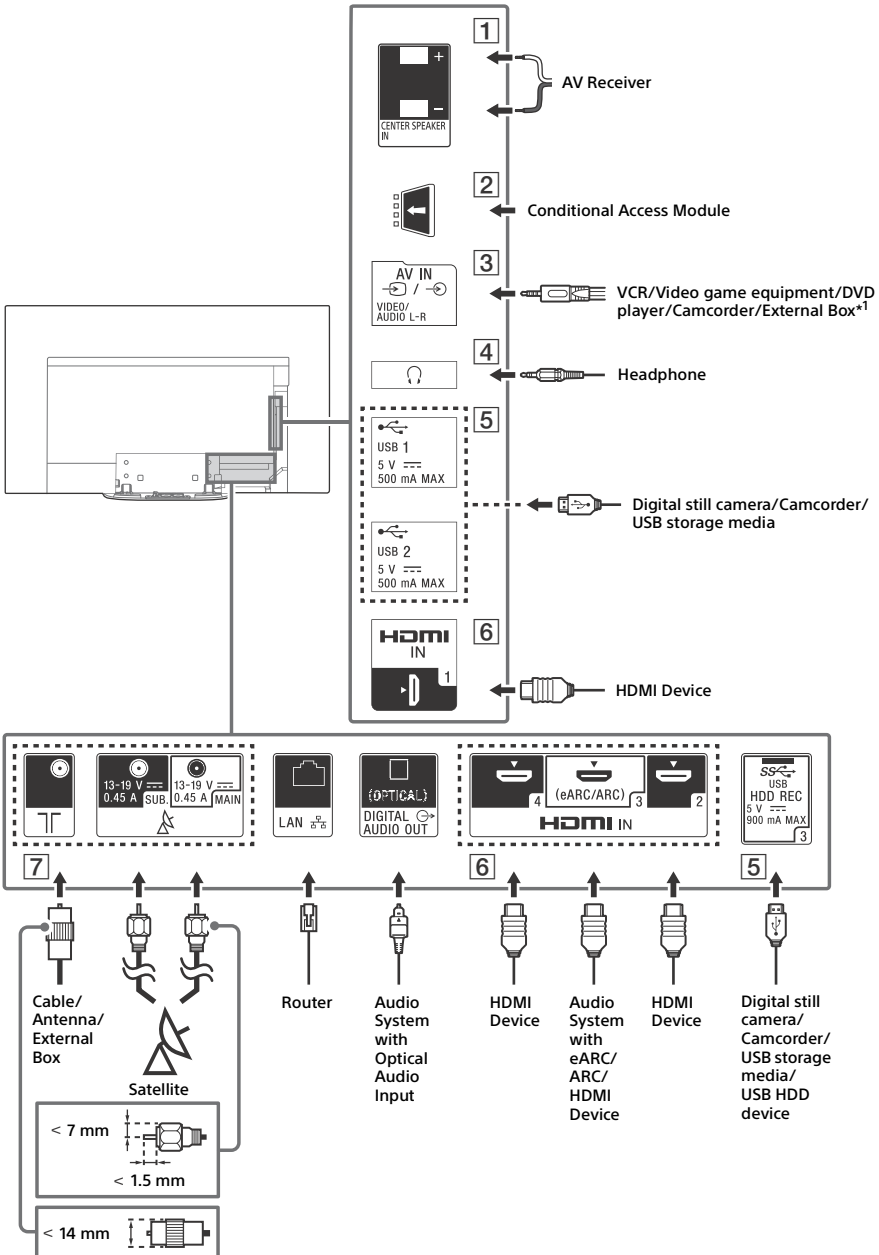 1
+
−
CENTER SPEAKER
IN
AV Receiver
2
Conditional Access Module
3
AV IN
/
VIDEO/
AUDIO L-R
VCR/Video game equipment/DVD
player/Camcorder/External Box*1
4
Headphone
5
USB 1
5 V
500 mA MAX
USB 2
5 V
500 mA MAX
Digital still camera/Camcorder/
USB storage media
6
HDMI
IN
1
HDMI Device
13-19 V
0.45 A
SUB.
13-19 V
0.45 A
MAIN
LAN
(OPTICAL)
DIGITAL
AUDIO OUT
4
(eARC/ARC)
3
2
HDMI IN
SS
USB
HDD REC
5 V
900 mA MAX
3
7
6
5
Cable/
Antenna/
External
Box
Satellite
Router
Audio
System
with
Optical
Audio
Input
HDMI
Device
Audio
System
with
eARC/
ARC/
HDMI
Device
HDMI
Device
Digital still
camera/
Camcorder/
USB storage
media/
USB HDD
device
< 7 mm
< 1.5 mm
< 14 mm